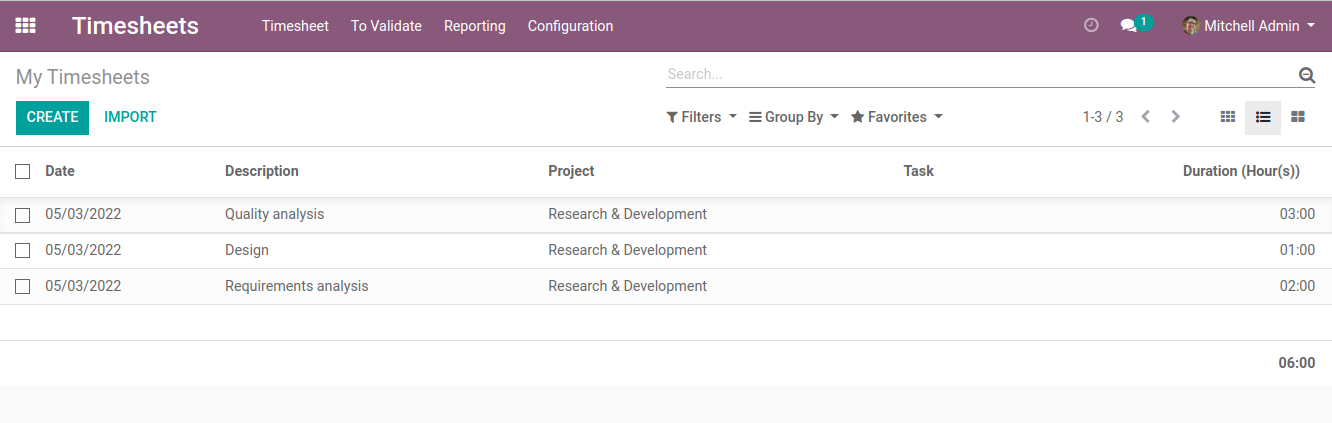 Timesheets Timesheet To Validate Reporting Configuration 1 Mitchell Admin
My Timesheets Search...
CREATE IMPORT Filters Group By Favorites 1-3 / 3
Date Description Project Task Duration (Hour(s))
05/03/2022 Quality analysis Research & Development 03:00
05/03/2022 Design Research & Development 01:00
05/03/2022 Requirements analysis Research & Development 02:00
06:00